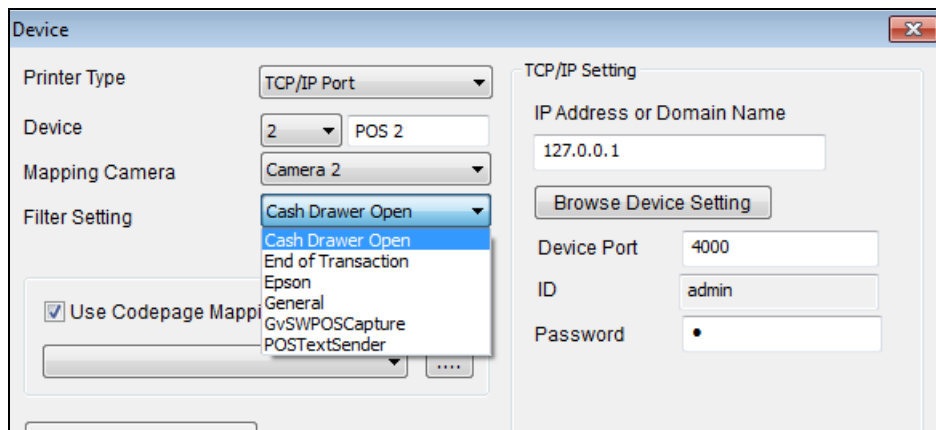 Device
Printer Type
TCP/IP Port
Device
2
POS 2
Mapping Camera
Camera 2
Filter Setting
Cash Drawer Open
Cash Drawer Open
End of Transaction
Epson
General
GvSWPOSCapture
POSTextSender
Use Codepage Mappi
....
TCP/IP Setting
IP Address or Domain Name
127.0.0.1
Browse Device Setting
Device Port
4000
ID
admin
Password